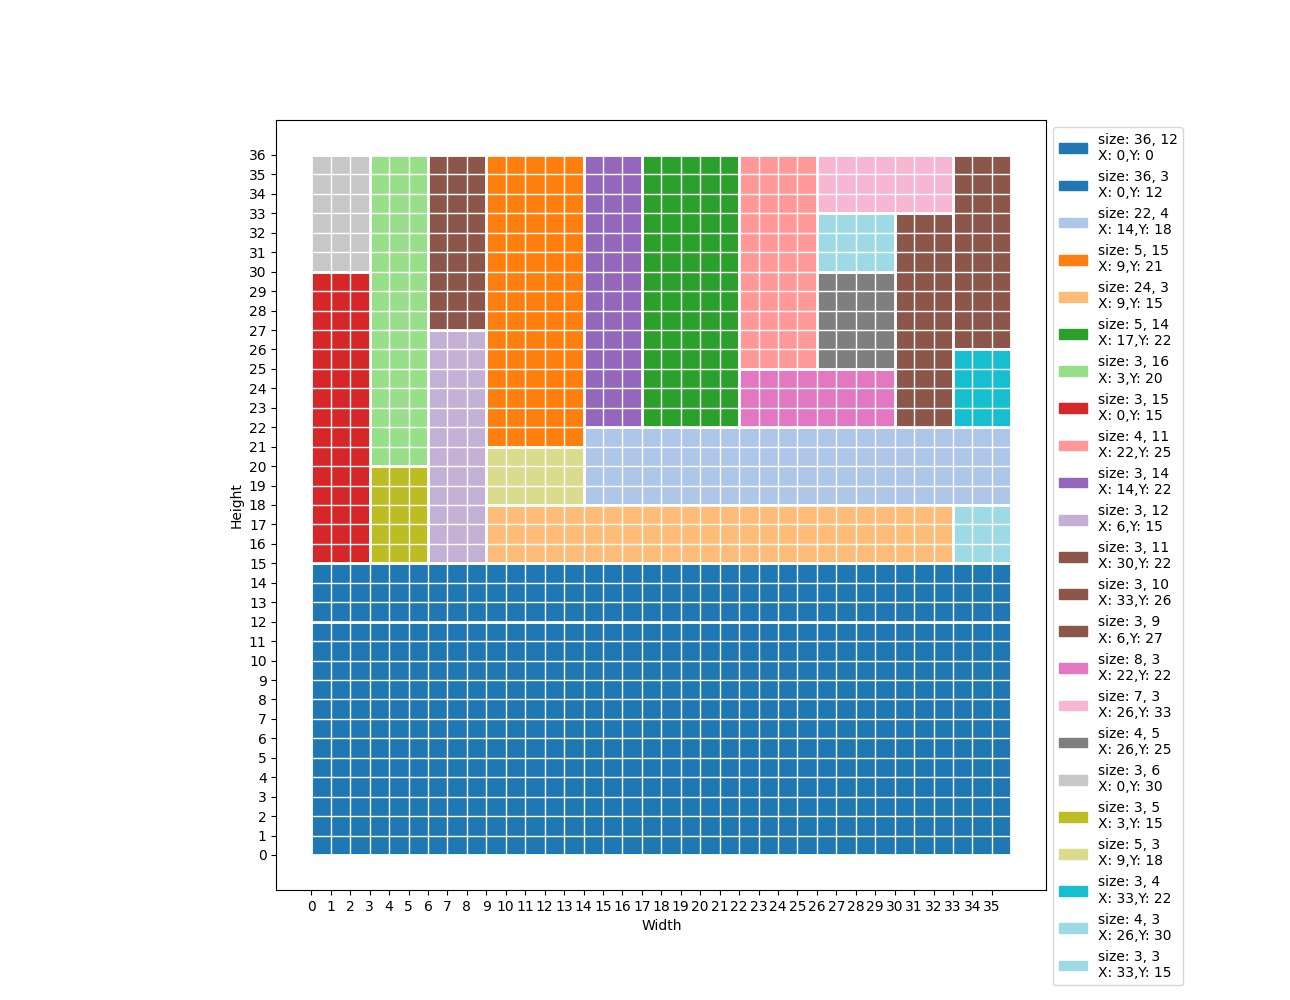 36
35
34
33
32
31
30
29
28
27
26
25
24
23
22
21
20
19
18
17
16
15
14
13
12
11
10
9
8
7
6
5
4
3
2
1
0
Height
0 1 2 3 4 5 6 7 8 9 10 11 12 13 14 15 16 17 18 19 20 21 22 23 24 25 26 27 28 29 30 31 32 33 34 35
Width
size: 36, 12
X: 0,Y: 0
size: 36, 3
X: 0,Y: 12
size: 22, 4
X: 14,Y: 18
size: 5, 15
X: 9,Y: 21
size: 24, 3
X: 9,Y: 15
size: 5, 14
X: 17,Y: 22
size: 3, 16
X: 3,Y: 20
size: 3, 15
X: 0,Y: 15
size: 4, 11
X: 22,Y: 25
size: 3, 14
X: 14,Y: 22
size: 3, 12
X: 6,Y: 15
size: 3, 11
X: 30,Y: 22
size: 3, 10
X: 33,Y: 26
size: 3, 9
X: 6,Y: 27
size: 8, 3
X: 22,Y: 22
size: 7, 3
X: 26,Y: 33
size: 4, 5
X: 26,Y: 25
size: 3, 6
X: 0,Y: 30
size: 3, 5
X: 3,Y: 15
size: 5, 3
X: 9,Y: 18
size: 3, 4
X: 33,Y: 22
size: 4, 3
X: 26,Y: 30
size: 3, 3
X: 33,Y: 15